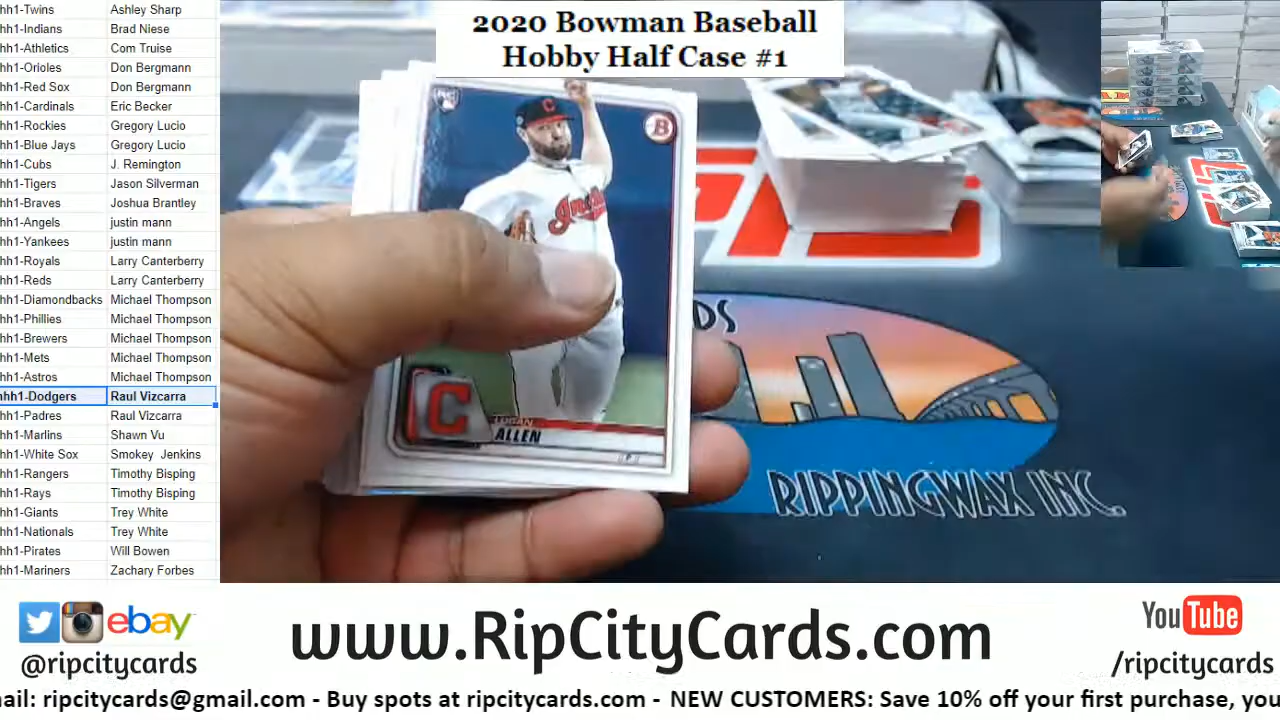 2020 Bowman Baseball
Hobby Half Case #1
hh1-Twins Ashley Sharp
hh1-Indians Brad Niese
hh1-Athletics Com Truise
hh1-Orioles Don Bergmann
hh1-Red Sox Don Bergmann
hh1-Cardinals Eric Becker
hh1-Rockies Gregory Lucio
hh1-Blue Jays Gregory Lucio
hh1-Cubs J. Remington
hh1-Tigers Jason Silverman
hh1-Braves Joshua Brantley
hh1-Angels justin mann
hh1-Yankees justin mann
hh1-Royals Larry Canterberry
hh1-Reds Larry Canterberry
hh1-Diamondbacks Michael Thompson
hh1-Phillies Michael Thompson
hh1-Brewers Michael Thompson
hh1-Mets Michael Thompson
hh1-Astros Michael Thompson
hh1-Dodgers Raul Vizcarra
hh1-Padres Raul Vizcarra
hh1-Marlins Shawn Vu
hh1-White Sox Smokey Jenkins
hh1-Rangers Timothy Bisping
hh1-Rays Timothy Bisping
hh1-Giants Trey White
hh1-Nationals Trey White
hh1-Pirates Will Bowen
hh1-Mariners Zachary Forbes
RC
B
C
C
LOGAN
ALLEN
DS
RIPPINGWAX INC.
ebay
@ripcitycards
www.RipCityCards.com
YouTube
/ripcitycards
nail: ripcitycards@gmail.com - Buy spots at ripcitycards.com - NEW CUSTOMERS: Save 10% off your first purchase, you